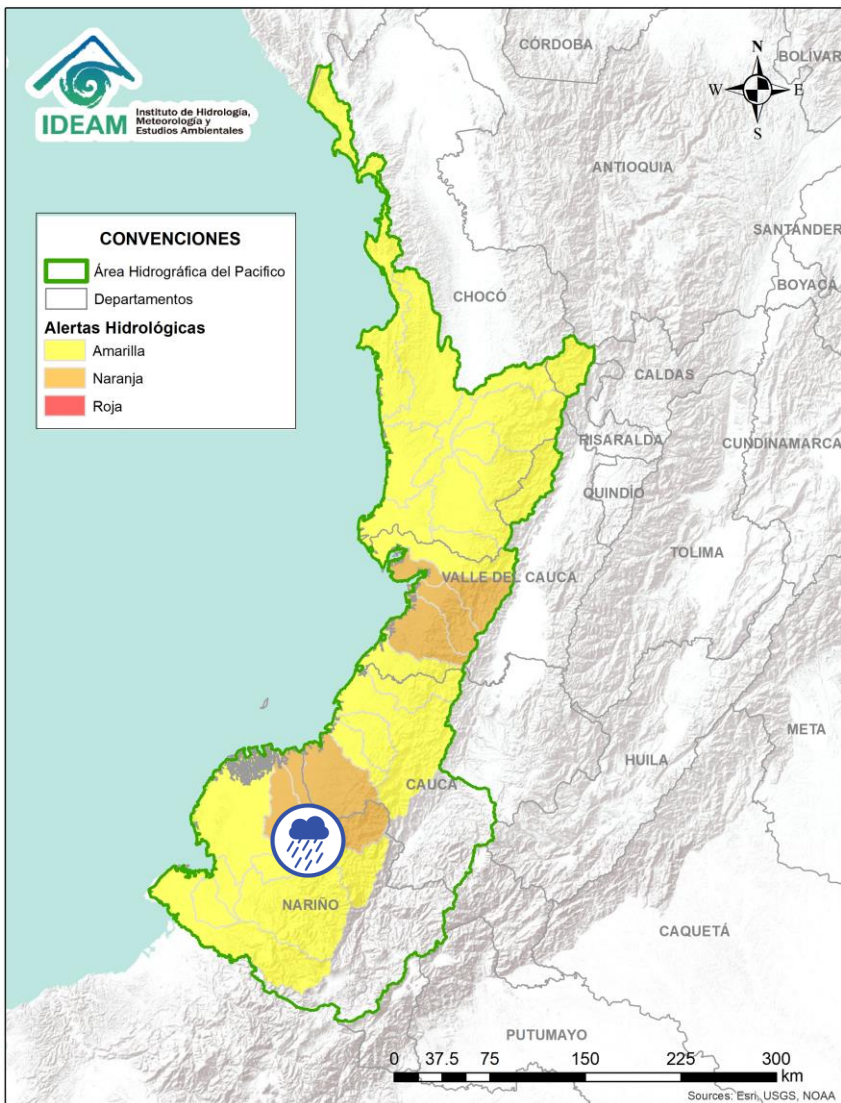 IDEAM
Instituto de Hidrología,
Meteorología y
Estudios Ambientales
CÓRDOBA
BOLÍVAR
N
W
E
S
ANTIOQUIA
SANTANDER
BOYACÁ
CONVENCIONES
Área Hidrográfica del Pacifico
Departamentos
Alertas Hidrológicas
Amarilla
Naranja
Roja
CHOCÓ
CALDAS
RISARALDA
CUNDINAMARCA
QUINDÍO
TOLIMA
VALLE DEL CAUCA
META
HUILA
CAUCA
NARIÑO
CAQUETÁ
PUTUMAYO
0 37.5 75 150 225 300
km
Sources: Esri, USGS, NOAA